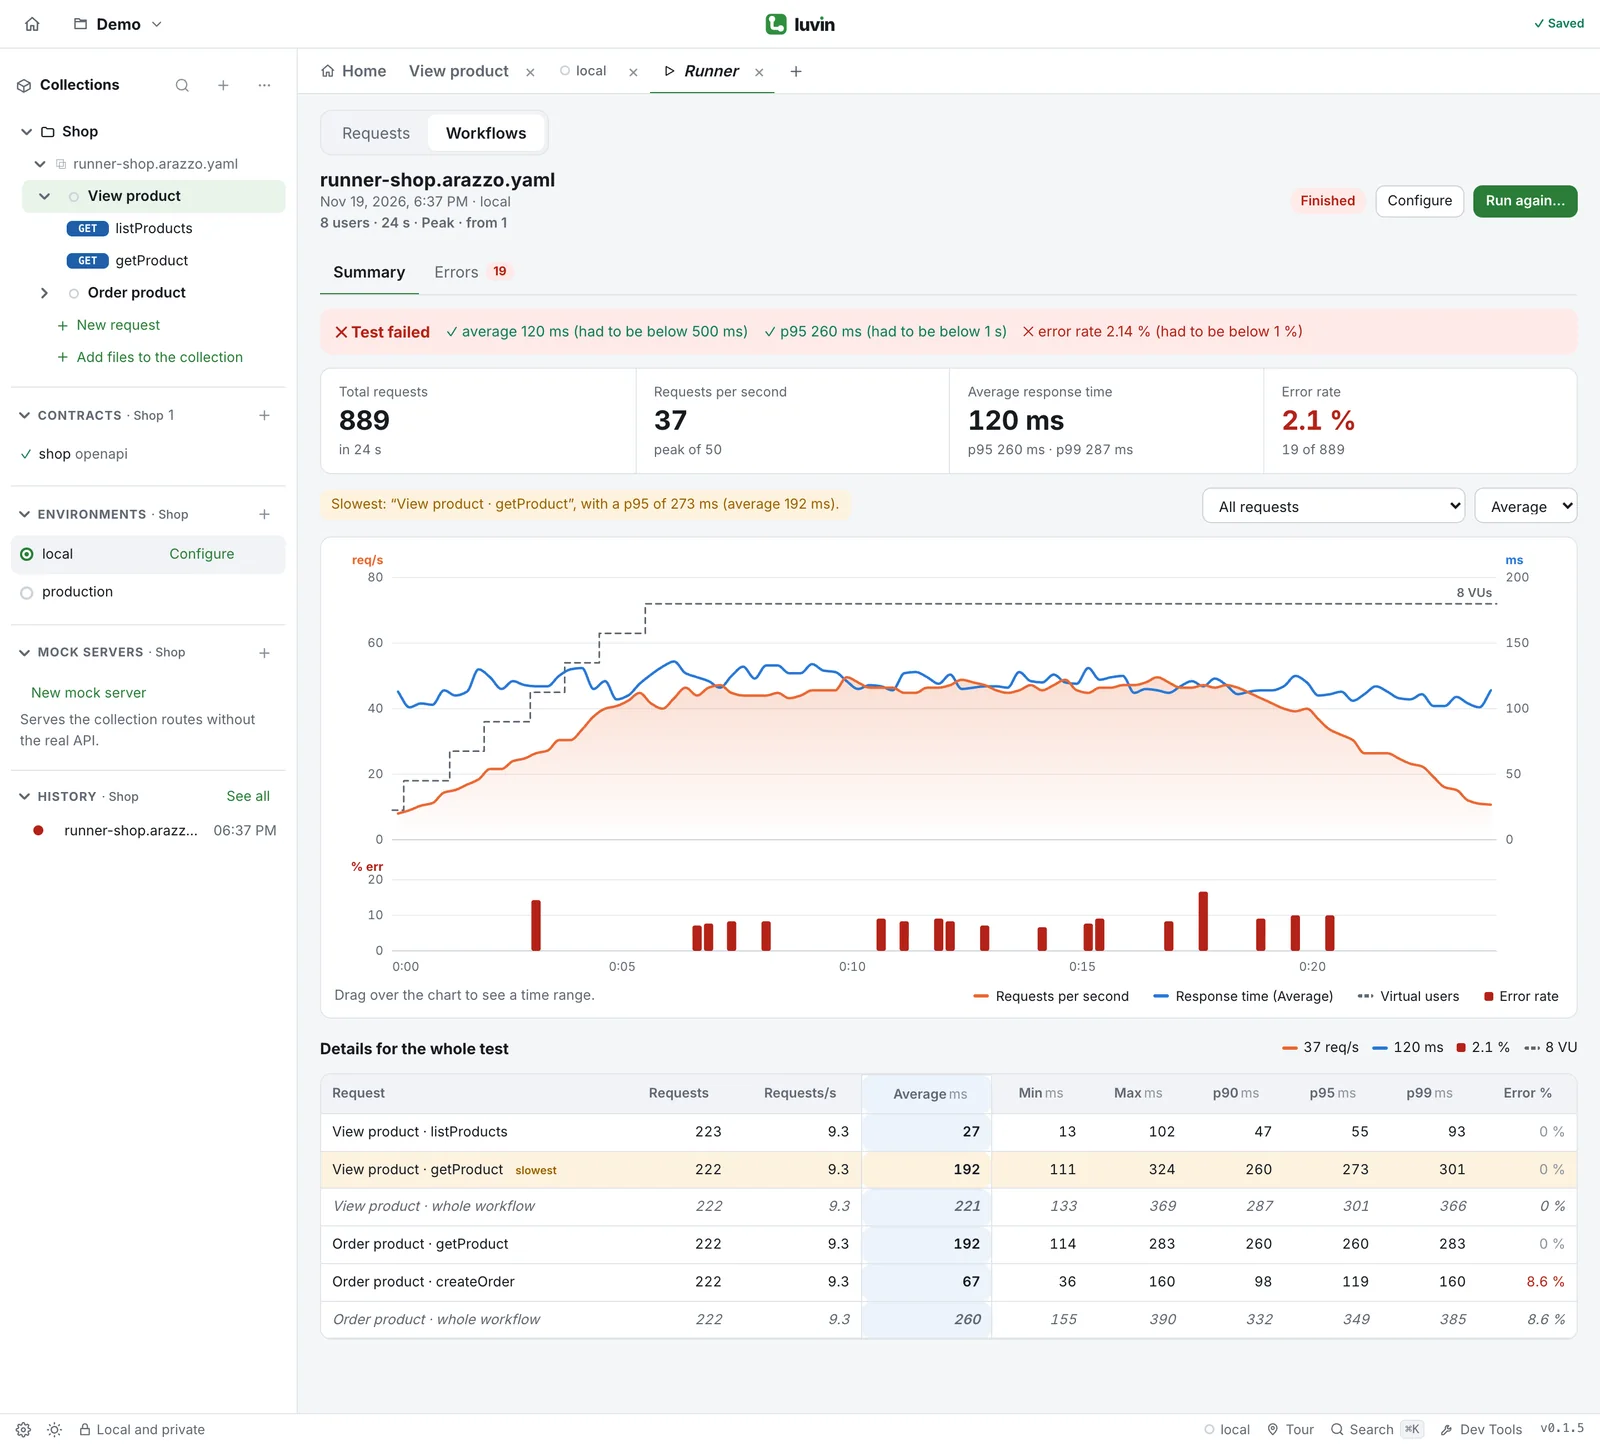 Demo
luvin
Saved
Collections
Home
View product
local
Runner
Shop
runner-shop.arazzo.yaml
View product
GET listProducts
GET getProduct
Order product
+ New request
+ Add files to the collection
CONTRACTS · Shop 1
shop openapi
ENVIRONMENTS · Shop
local Configure
production
MOCK SERVERS · Shop
New mock server
Serves the collection routes without
the real API.
HISTORY · Shop See all
runner-shop.arazz... 06:37 PM
Requests Workflows
runner-shop.arazzo.yaml
Nov 19, 2026, 6:37 PM · local
8 users · 24 s · Peak · from 1
Finished Configure Run again...
Summary Errors 19
Test failed average 120 ms (had to be below 500 ms) p95 260 ms (had to be below 1 s) error rate 2.14 % (had to be below 1 %)
Total requests
889
in 24 s
Requests per second
37
peak of 50
Average response time
120 ms
p95 260 ms · p99 287 ms
Error rate
2.1 %
19 of 889
Slowest: “View product · getProduct”, with a p95 of 273 ms (average 192 ms).
All requests Average
req/s ms
80 200
8 VUs
60 150
40 100
20 50
0 0
% err
20
10
0
0:00 0:05 0:10 0:15 0:20
Drag over the chart to see a time range.
Requests per second Response time (Average) Virtual users Error rate
Details for the whole test
37 req/s 120 ms 2.1 % 8 VU
Request Requests Requests/s Average ms Min ms Max ms p90 ms p95 ms p99 ms Error %
View product · listProducts 223 9.3 27 13 102 47 55 93 0 %
View product · getProduct slowest 222 9.3 192 111 324 260 273 301 0 %
View product · whole workflow 222 9.3 221 133 369 287 301 366 0 %
Order product · getProduct 222 9.3 192 114 283 260 260 283 0 %
Order product · createOrder 222 9.3 67 36 160 98 119 160 8.6 %
Order product · whole workflow 222 9.3 260 155 390 332 349 385 8.6 %
Local and private
local Tour Search ⌘K Dev Tools v0.1.5